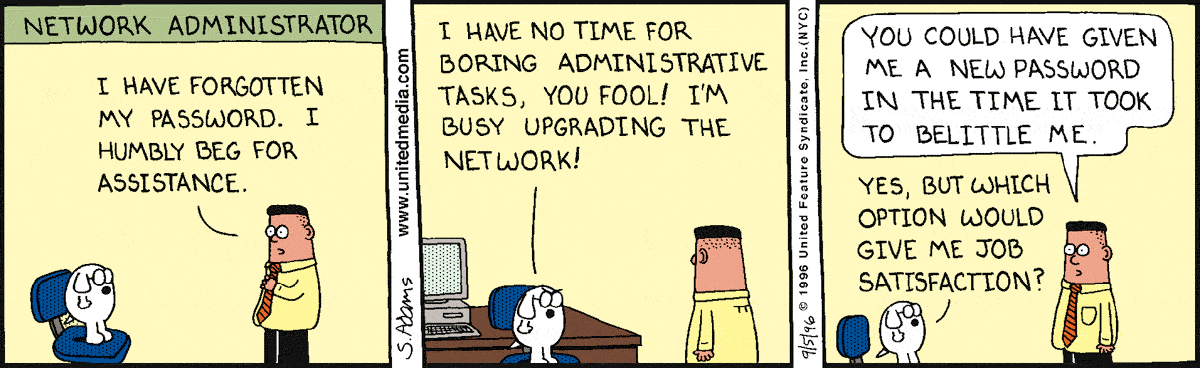 NETWORK ADMINISTRATOR
I HAVE FORGOTTEN
MY PASSWORD. I
HUMBLY BEG FOR
ASSISTANCE.
www.unitedmedia.com
S. Adams
I HAVE NO TIME FOR
BORING ADMINISTRATIVE
TASKS, YOU FOOL! I'M
BUSY UPGRADING THE
NETWORK!
9/5/96 © 1996 United Feature Syndicate, Inc.(NYC)
YOU COULD HAVE GIVEN
ME A NEW PASSWORD
IN THE TIME IT TOOK
TO BELITTLE ME.
YES, BUT WHICH
OPTION WOULD
GIVE ME JOB
SATISFACTION?